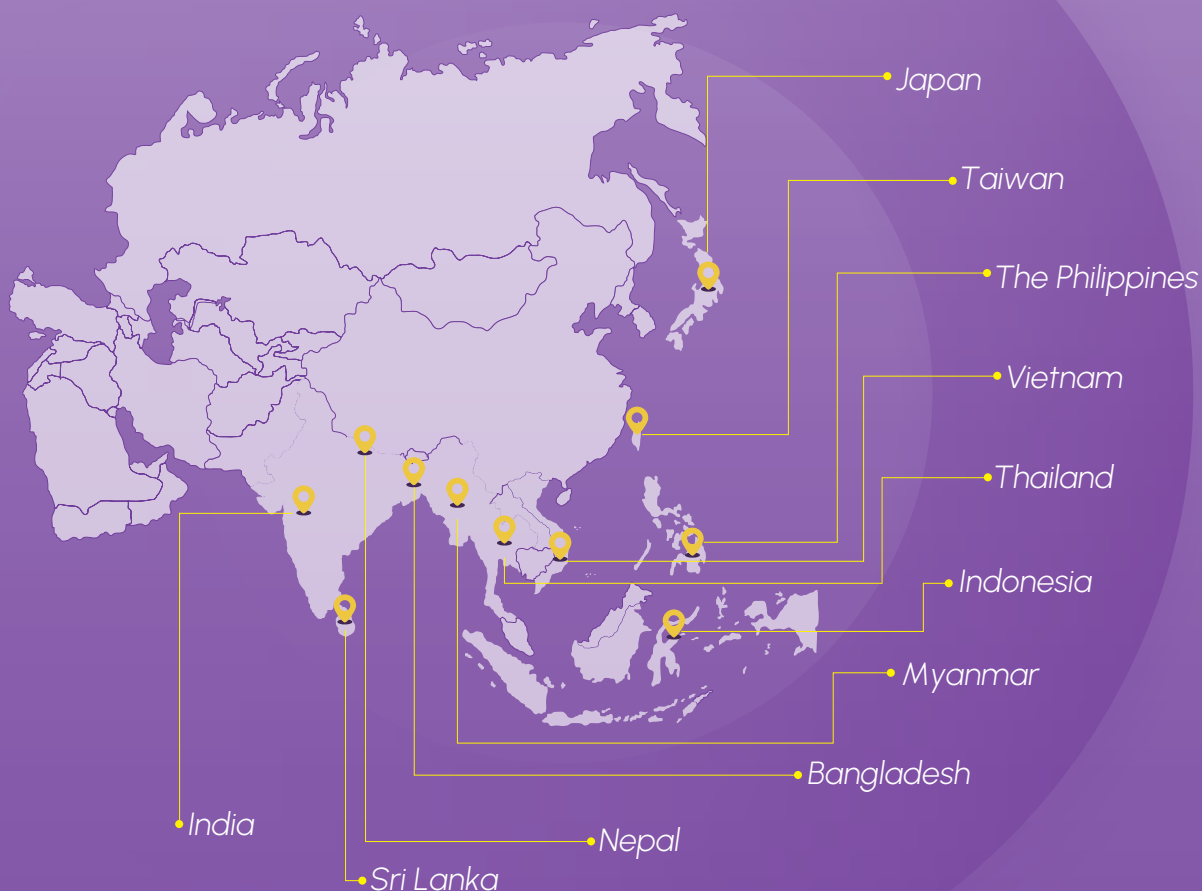 Japan
Taiwan
The Philippines
Vietnam
Thailand
Indonesia
Myanmar
Bangladesh
India
Nepal
Sri Lanka